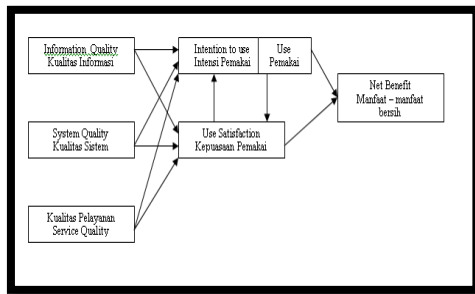 Information Quality
Kualitas Informasi
Intention to use
Intensi Pemakai
Use
Pemakai
Net Benefit
Manfaat – manfaat
bersih
System Quality
Kualitas Sistem
Use Satisfaction
Kepuasaan Pemakai
Kualitas Pelayanan
Service Quality